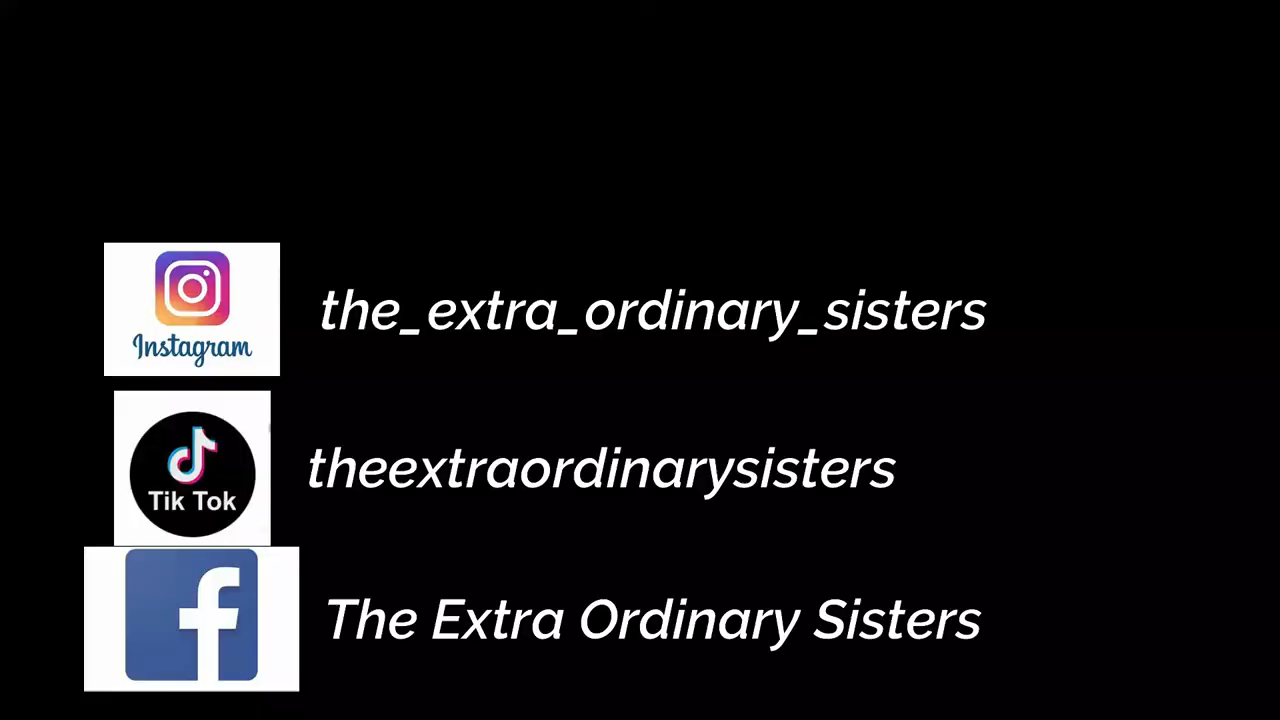 Instagram
the_extra_ordinary_sisters
Tik Tok
theextraordinarysisters
f
The Extra Ordinary Sisters